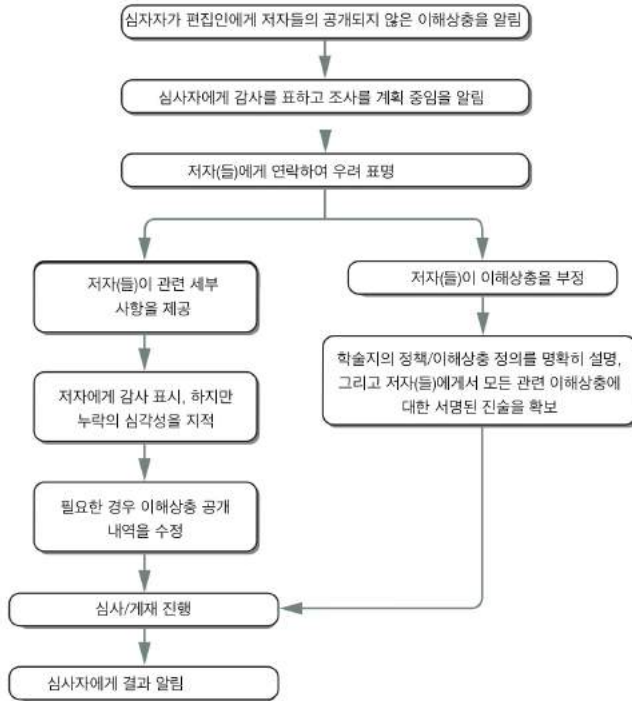 심자자가 편집인에게 저자들의 공개되지 않은 이해상충을 알림
심사자에게 감사를 표하고 조사를 계획 중임을 알림
저자(들)에게 연락하여 우려 표명
저자(들)이 관련 세부
사항을 제공
저자(들)이 이해상충을 부정
학술지의 정책/이해상충 정의를 명확히 설명,
그리고 저자(들)에게서 모든 관련 이해상충에
대한 서명된 진술을 확보
저자에게 감사 표시, 하지만
누락의 심각성을 지적
필요한 경우 이해상충 공개
내역을 수정
심사/게재 진행
심사자에게 결과 알림